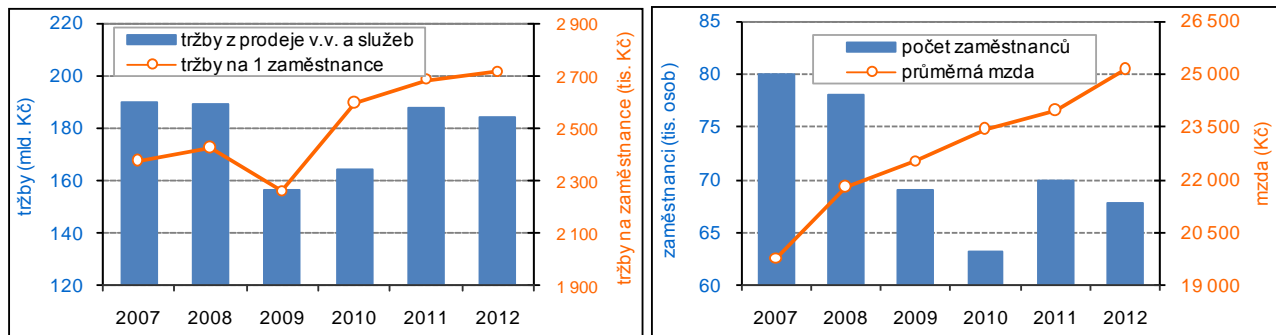 220
200
180
160
140
120
tržby (mld. Kč)
tržby z prodeje v.v. a služeb
tržby na 1 zaměstnance
2 900
2 700
2 500
2 300
2 100
1 900
tržby na zaměstnance (tis. Kč)
2007 2008 2009 2010 2011 2012
85
80
75
70
65
60
zaměstnanci (tis. osob)
počet zaměstnanců
průměrná mzda
26 500
25 000
23 500
22 000
20 500
19 000
mzda (Kč)
2007 2008 2009 2010 2011 2012